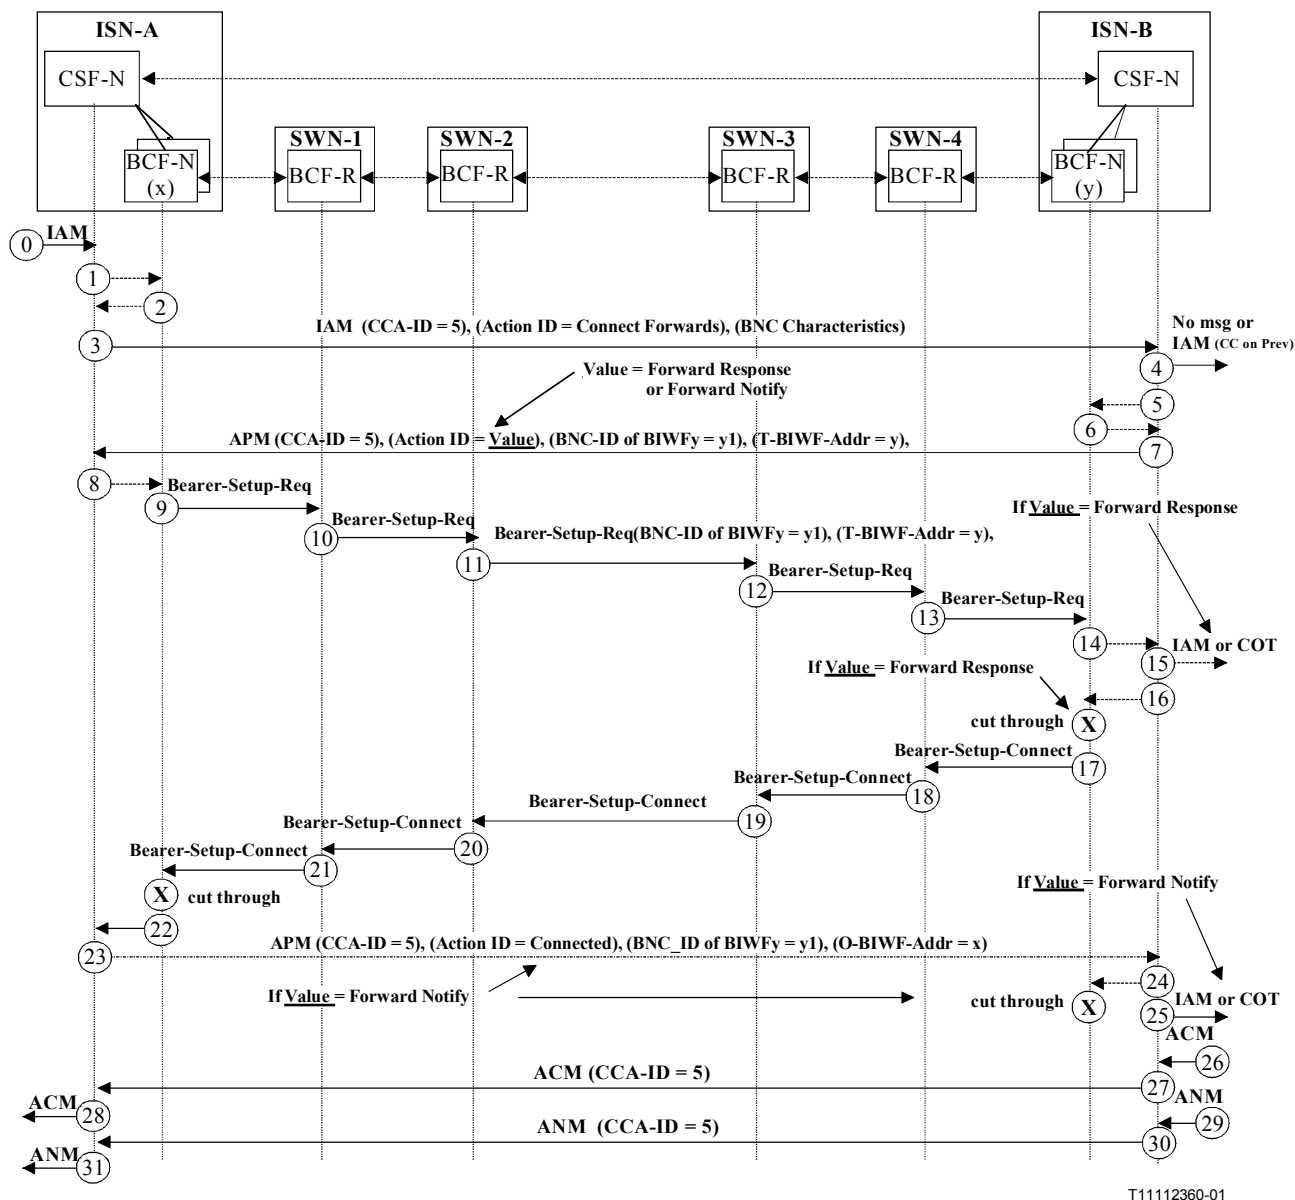 ISN-A
ISN-B
CSF-N
CSF-N
SWN-1
SWN-2
SWN-3
SWN-4
BCF-N
(x)
BCF-R
BCF-R
BCF-R
BCF-R
BCF-N
(y)
0
IAM
1
2
IAM (CCA-ID = 5), (Action ID = Connect Forwards), (BNC Characteristics)
3
No msg or
IAM (CC on Prev)
4
Value = Forward Response
or Forward Notify
5
6
APM (CCA-ID = 5), (Action ID = Value), (BNC-ID of BIWFy = y1), (T-BIWF-Addr = y),
7
8
Bearer-Setup-Req
9
If Value = Forward Response
Bearer-Setup-Req
10
Bearer-Setup-Req(BNC-ID of BIWFy = y1), (T-BIWF-Addr = y),
11
Bearer-Setup-Req
12
Bearer-Setup-Req
13
14
IAM or COT
15
If Value = Forward Response
16
cut through
X
Bearer-Setup-Connect
17
Bearer-Setup-Connect
18
Bearer-Setup-Connect
19
Bearer-Setup-Connect
20
Bearer-Setup-Connect
21
X
cut through
If Value = Forward Notify
22
APM (CCA-ID = 5), (Action ID = Connected), (BNC_ID of BIWFy = y1), (O-BIWF-Addr = x)
23
24
If Value = Forward Notify
cut through
X
IAM or COT
25
ACM
26
ACM (CCA-ID = 5)
27
ACM
28
ANM
29
ANM (CCA-ID = 5)
30
ANM
31
T11112360-01